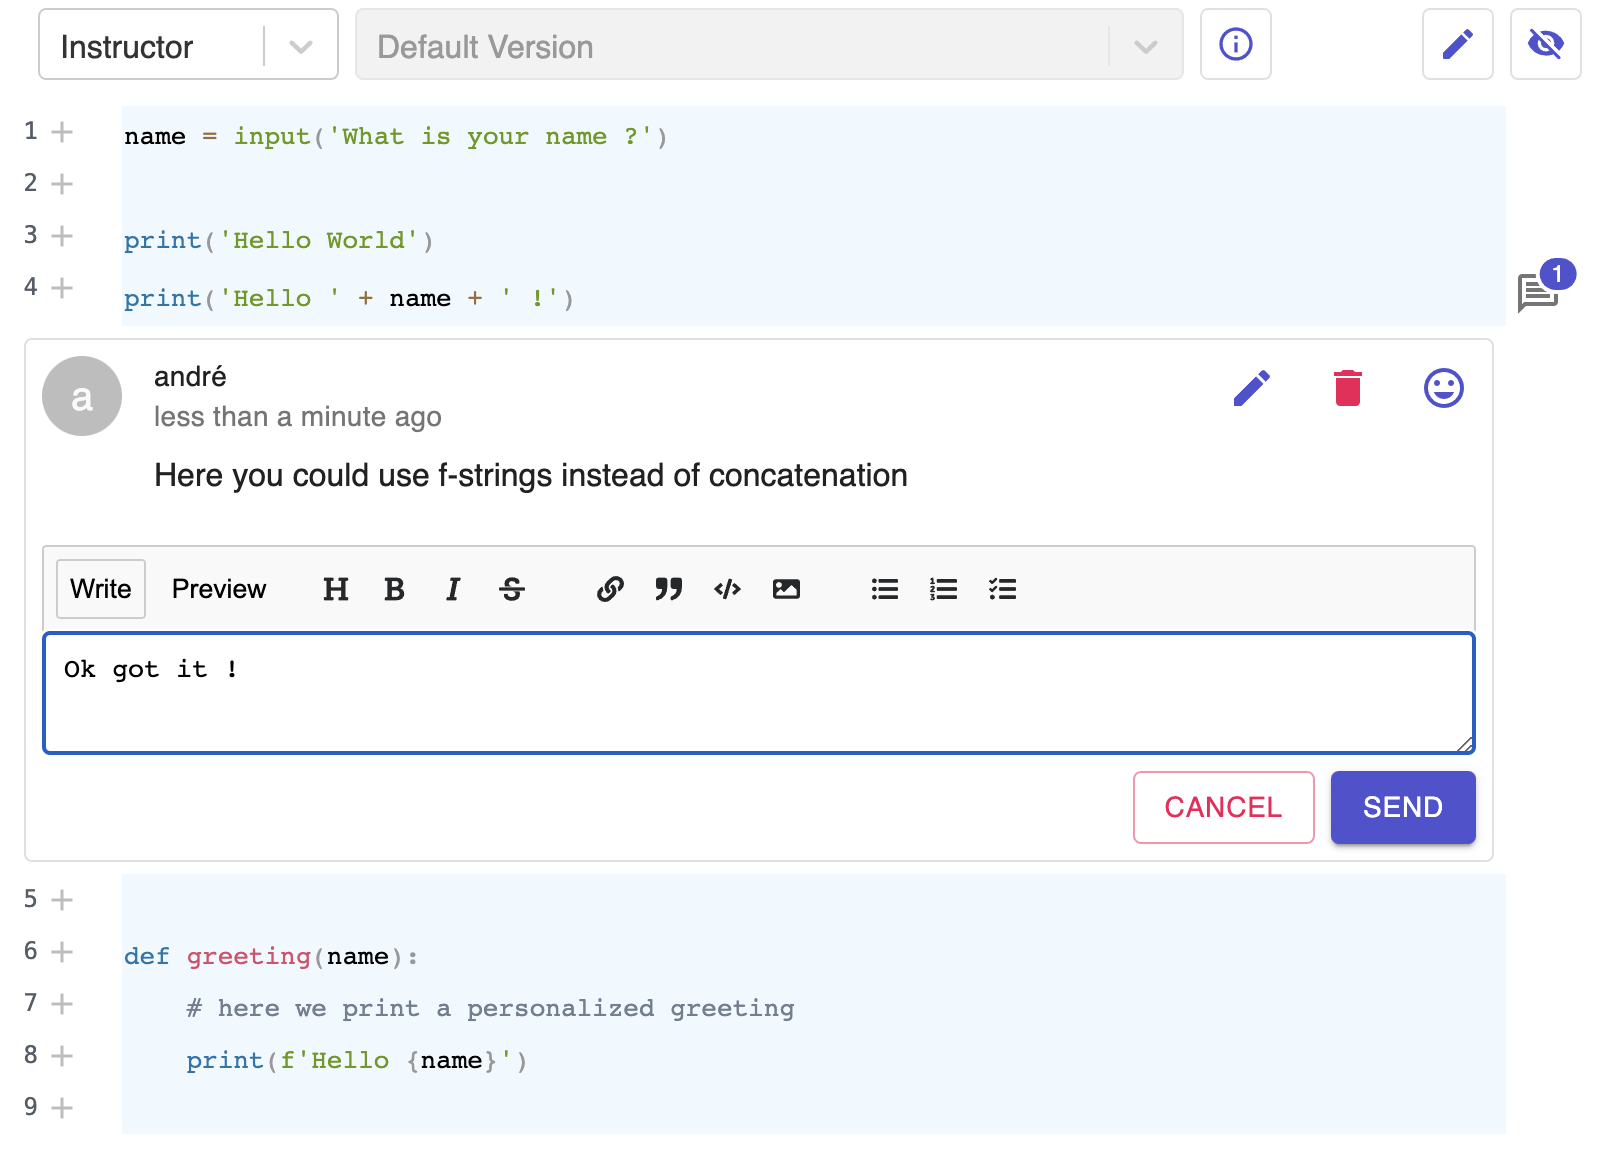 Instructor
Default Version
1 name = input('What is your name ?')
2
3 print('Hello World')
4 print('Hello ' + name + ' !')
1
a
andré
less than a minute ago
Here you could use f-strings instead of concatenation
Write Preview H B I S
Ok got it !
CANCEL SEND
5
6 def greeting(name):
7     # here we print a personalized greeting
8     print(f'Hello {name}')
9